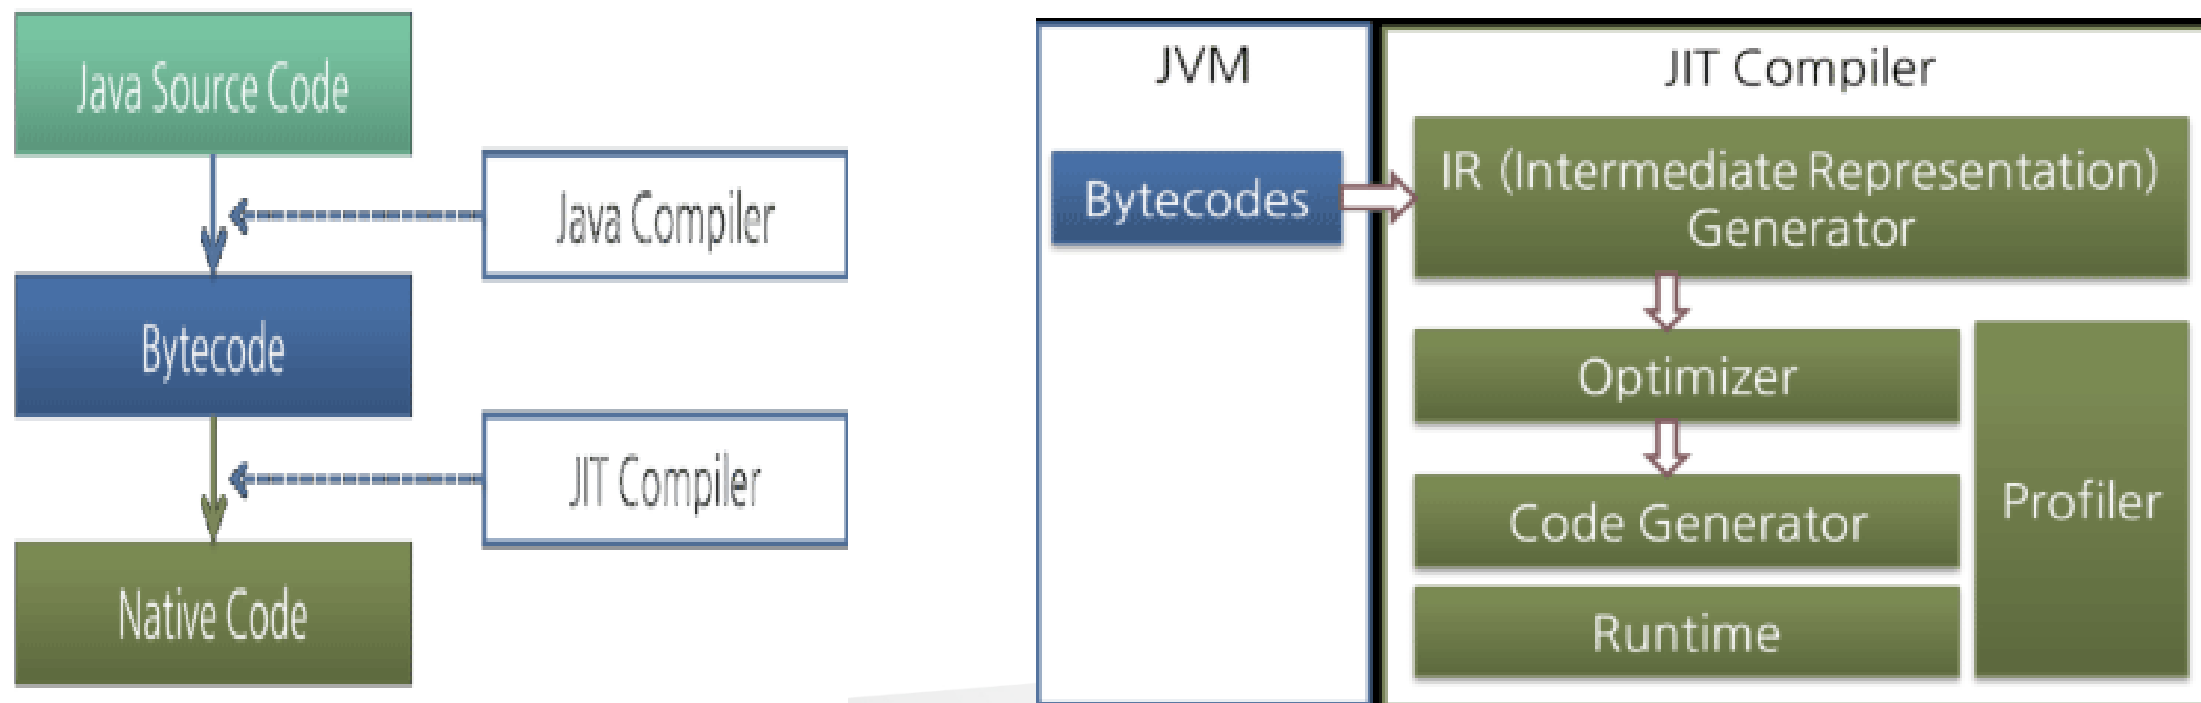 Java Source Code
Java Compiler
Bytecode
JIT Compiler
Native Code
JVM
Bytecodes
JIT Compiler
IR (Intermediate Representation)
Generator
Optimizer
Code Generator
Runtime
Profiler